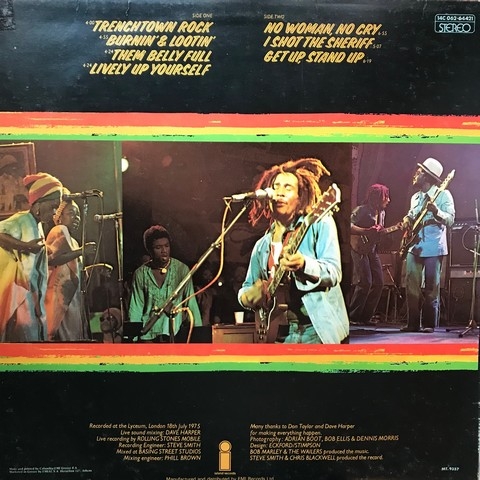 SIDE ONE
4:00 TRENCHTOWN ROCK
4:55 BURNIN' & LOOTIN'
4:24 THEM BELLY FULL
4:24 LIVELY UP YOURSELF
SIDE TWO
NO WOMAN, NO CRY 6:55
I SHOT THE SHERIFF 5:07
GET UP, STAND UP 6:19
14C 062-64421
STEREO
Recorded at the Lyceum, London 18th July 1975
Live sound mixing: DAVE HARPER
Live recording by ROLLING STONES MOBILE
Recording Engineer: STEVE SMITH
Mixed at BASING STREET STUDIOS
Mixing engineer: PHILL BROWN
Many thanks to Don Taylor and Dave Harper
for making everything happen.
Photography: ADRIAN BOOT, BOB ELLIS & DENNIS MORRIS
Design: ECKFORD/STIMPSON
BOB MARLEY & THE WAILERS produced the music.
STEVE SMITH & CHRIS BLACKWELL produced the record.
Manufactured and distributed by EMI Records Ltd.